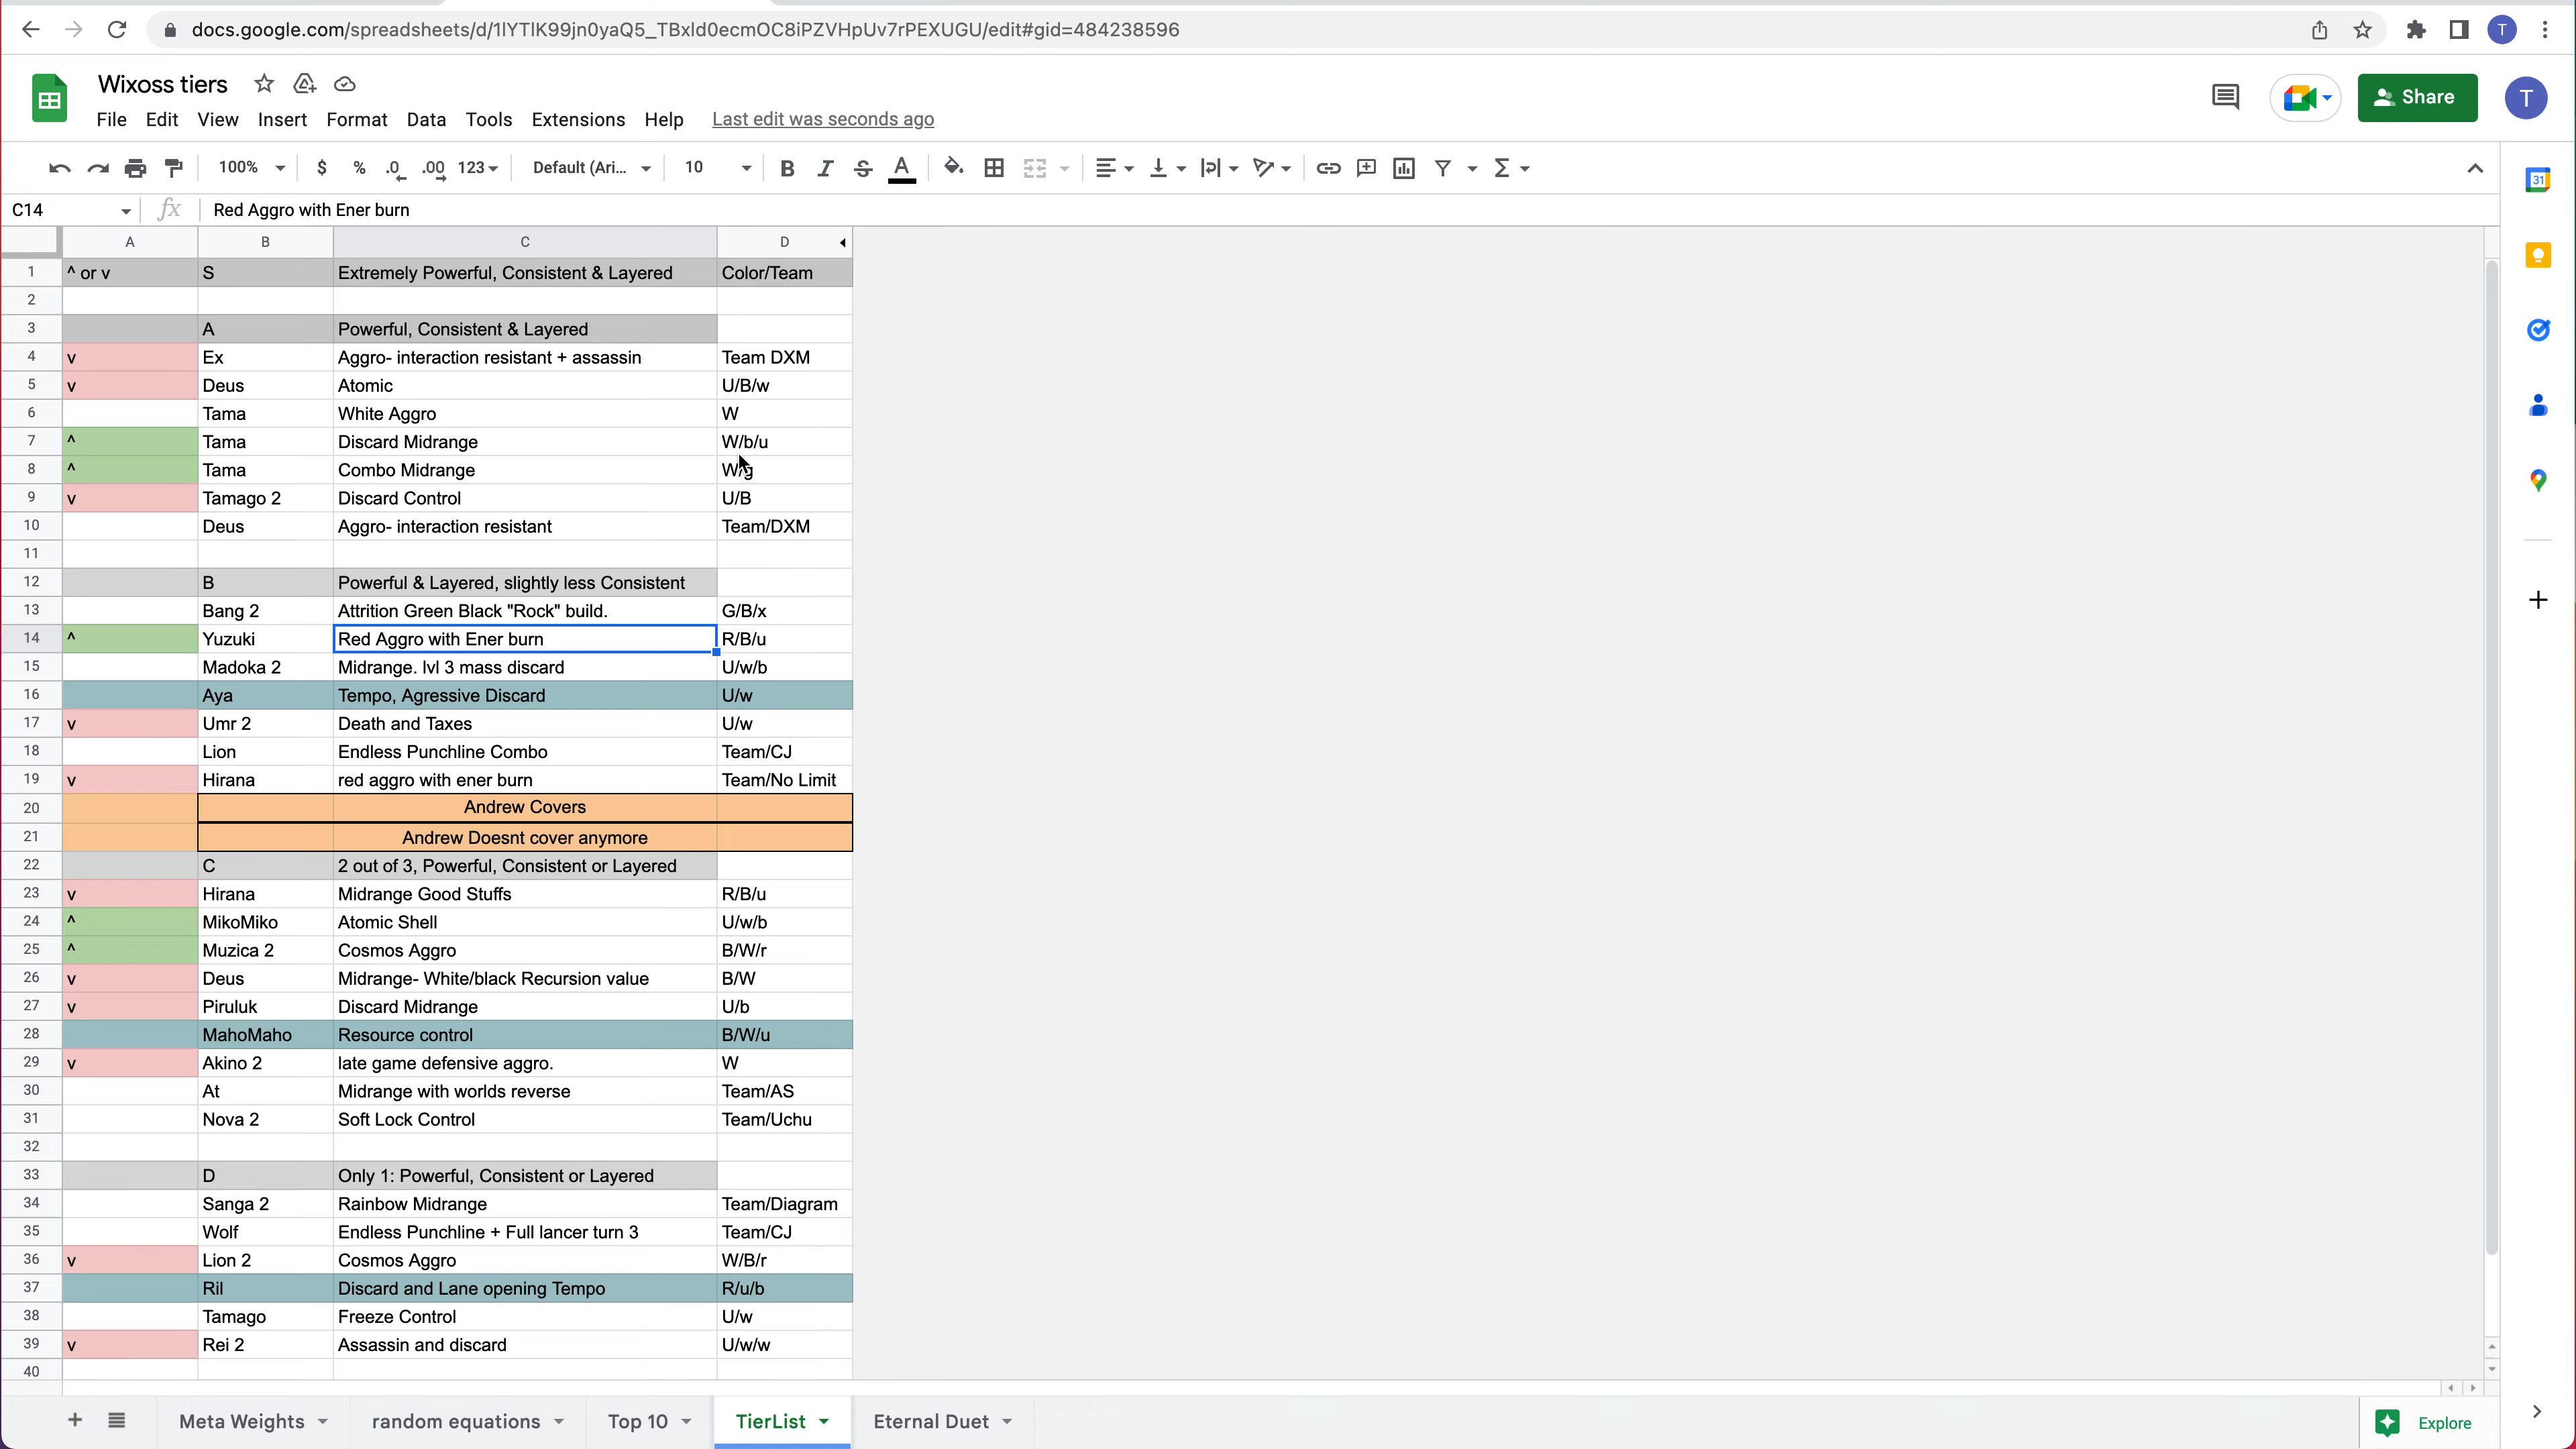 docs.google.com/spreadsheets/d/1lYTlK99jn0yaQ5_TBxld0ecmOC8iPZVHpUv7rPEXUGU/edit#gid=484238596
T
Wixoss tiers
File Edit View Insert Format Data Tools Extensions Help Last edit was seconds ago
Share
T
100% $ % .0 .00 123 Default (Ari... 10 B I S A
31
C14 fx Red Aggro with Ener burn
A B C D
1 ^ or v S Extremely Powerful, Consistent & Layered Color/Team
2
3 A Powerful, Consistent & Layered
4 v Ex Aggro- interaction resistant + assassin Team DXM
5 v Deus Atomic U/B/w
6 Tama White Aggro W
7 ^ Tama Discard Midrange W/b/u
8 ^ Tama Combo Midrange W/g
9 v Tamago 2 Discard Control U/B
10 Deus Aggro- interaction resistant Team/DXM
11
12 B Powerful & Layered, slightly less Consistent
13 Bang 2 Attrition Green Black "Rock" build. G/B/x
14 ^ Yuzuki Red Aggro with Ener burn R/B/u
15 Madoka 2 Midrange. lvl 3 mass discard U/w/b
16 Aya Tempo, Agressive Discard U/w
17 v Umr 2 Death and Taxes U/w
18 Lion Endless Punchline Combo Team/CJ
19 v Hirana red aggro with ener burn Team/No Limit
20 Andrew Covers
21 Andrew Doesnt cover anymore
22 C 2 out of 3, Powerful, Consistent or Layered
23 v Hirana Midrange Good Stuffs R/B/u
24 ^ MikoMiko Atomic Shell U/w/b
25 ^ Muzica 2 Cosmos Aggro B/W/r
26 v Deus Midrange- White/black Recursion value B/W
27 v Piruluk Discard Midrange U/b
28 MahoMaho Resource control B/W/u
29 v Akino 2 late game defensive aggro. W
30 At Midrange with worlds reverse Team/AS
31 Nova 2 Soft Lock Control Team/Uchu
32
33 D Only 1: Powerful, Consistent or Layered
34 Sanga 2 Rainbow Midrange Team/Diagram
35 Wolf Endless Punchline + Full lancer turn 3 Team/CJ
36 v Lion 2 Cosmos Aggro W/B/r
37 Ril Discard and Lane opening Tempo R/u/b
38 Tamago Freeze Control U/w
39 v Rei 2 Assassin and discard U/w/w
40
Meta Weights random equations Top 10 TierList Eternal Duet Explore